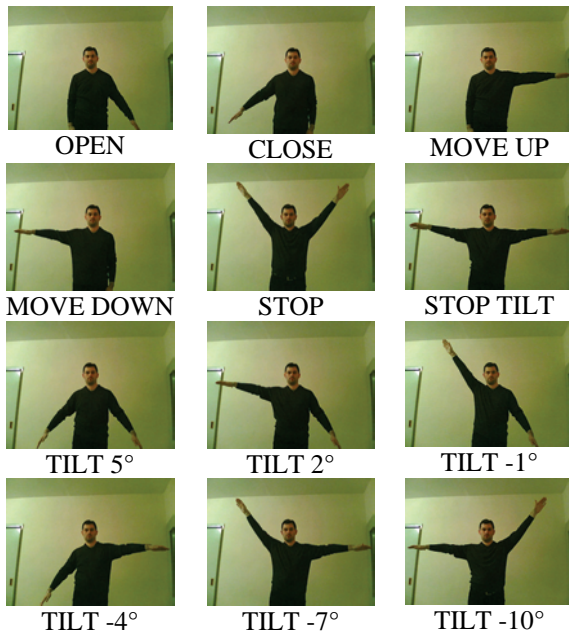 OPEN
CLOSE
MOVE UP
MOVE DOWN
STOP
STOP TILT
TILT 5°
TILT 2°
TILT -1°
TILT -4°
TILT -7°
TILT -10°